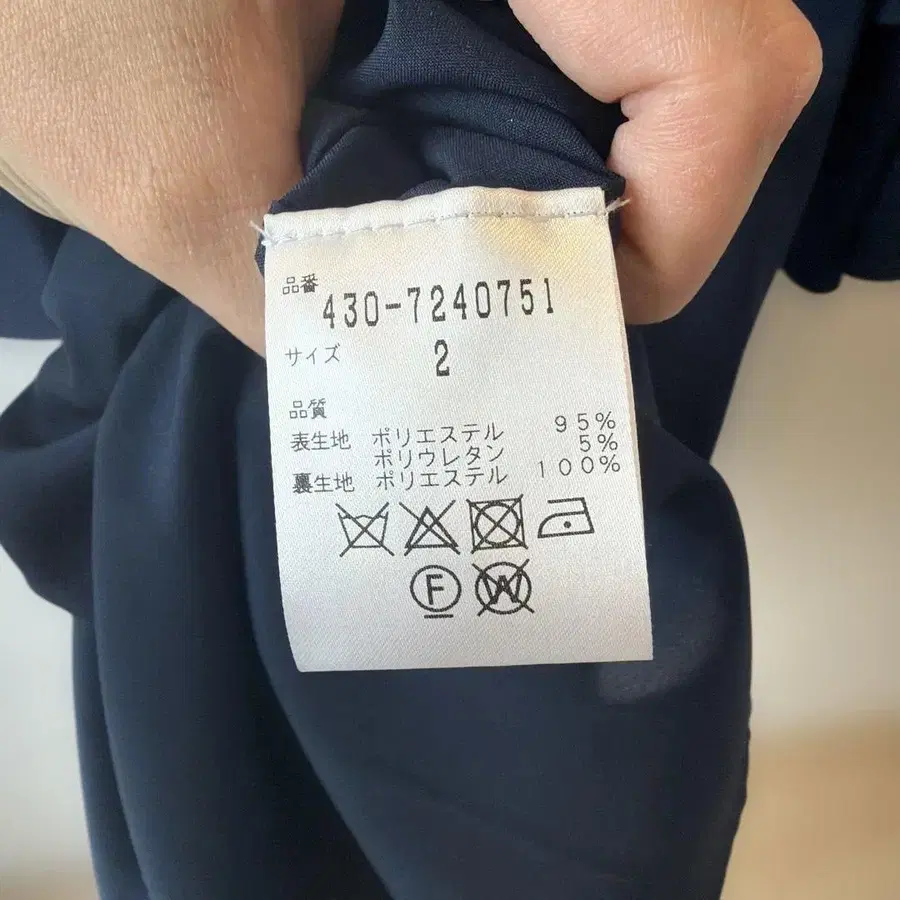 品番
430-7240751
サイズ 2
品質
表生地 ポリエステル 95%
ポリウレタン 5%
裏生地 ポリエステル 100%
F W